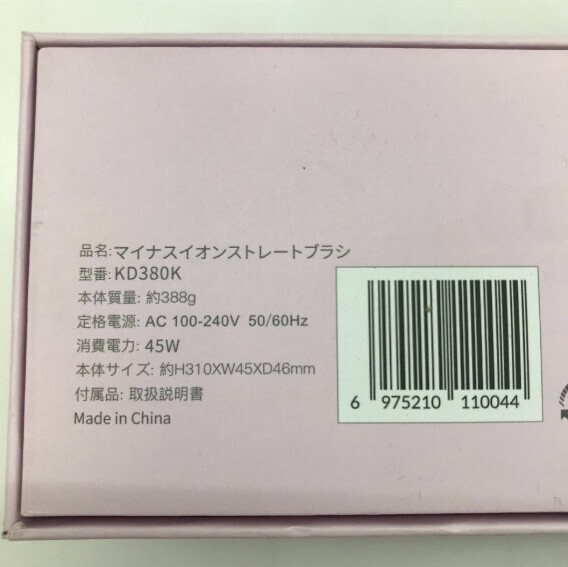 品名:マイナスイオンストレートブラシ
型番:KD380K
本体質量: 約388g
定格電源: AC 100-240V 50/60Hz
消費電力: 45W
本体サイズ: 約H310XW45XD46mm
付属品: 取扱説明書
Made in China
6 975210 110044